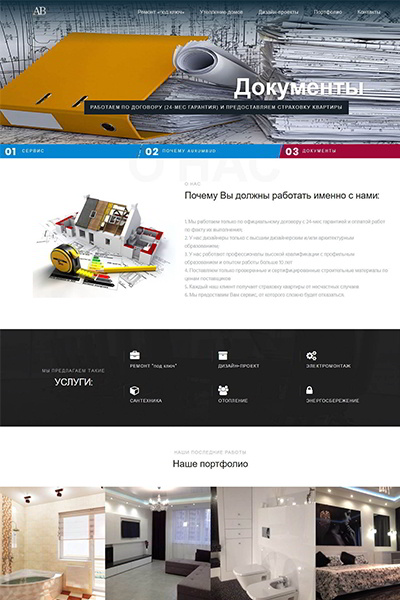 AB
Ремонт «под ключ» Утепление домов Дизайн-проекты Портфолио Контакты
Документы
РАБОТАЕМ ПО ДОГОВОРУ (24-МЕС ГАРАНТИЯ) И ПРЕДОСТАВЛЯЕМ СТРАХОВКУ КВАРТИРЫ
01 СЕРВИС
02 ПОЧЕМУ AUXUMBUD
03 ДОКУМЕНТЫ
О НАС
О НАС
Почему Вы должны работать именно с нами:
1. Мы работаем только по официальному договору с 24-мес гарантией и оплатой работ
по факту их выполнения.
2. У нас дизайнеры только с высшим дизайнерским и/или архитектурным
образованием
3. У нас работают профессионалы высокой квалификации с профильным
образованием и опытом работы больше 15 лет
4. Поставляем только проверенные и сертифицированные строительные материалы по
ценам поставщиков
5. Каждый наш клиент получает страховку квартиры от несчастных случаев
6. Мы предоставим Вам сервис, от которого сложно будет отказаться
МЫ ПРЕДЛАГАЕМ ТАКИЕ
УСЛУГИ:
РЕМОНТ "под ключ"
ДИЗАЙН-ПРОЕКТ
ЭЛЕКТРОМОНТАЖ
САНТЕХНИКА
ОТОПЛЕНИЕ
ЭНЕРГОСБЕРЕЖЕНИЕ
НАШИ ПОСЛЕДНИЕ РАБОТЫ
Наше портфолио